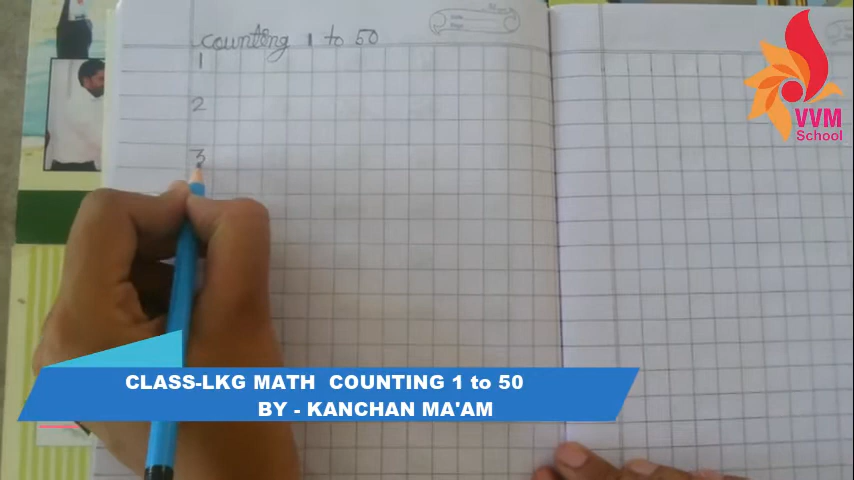 counting 1 to 50
1
2
3
VVM
School
CLASS-LKG MATH COUNTING 1 to 50
BY - KANCHAN MA'AM